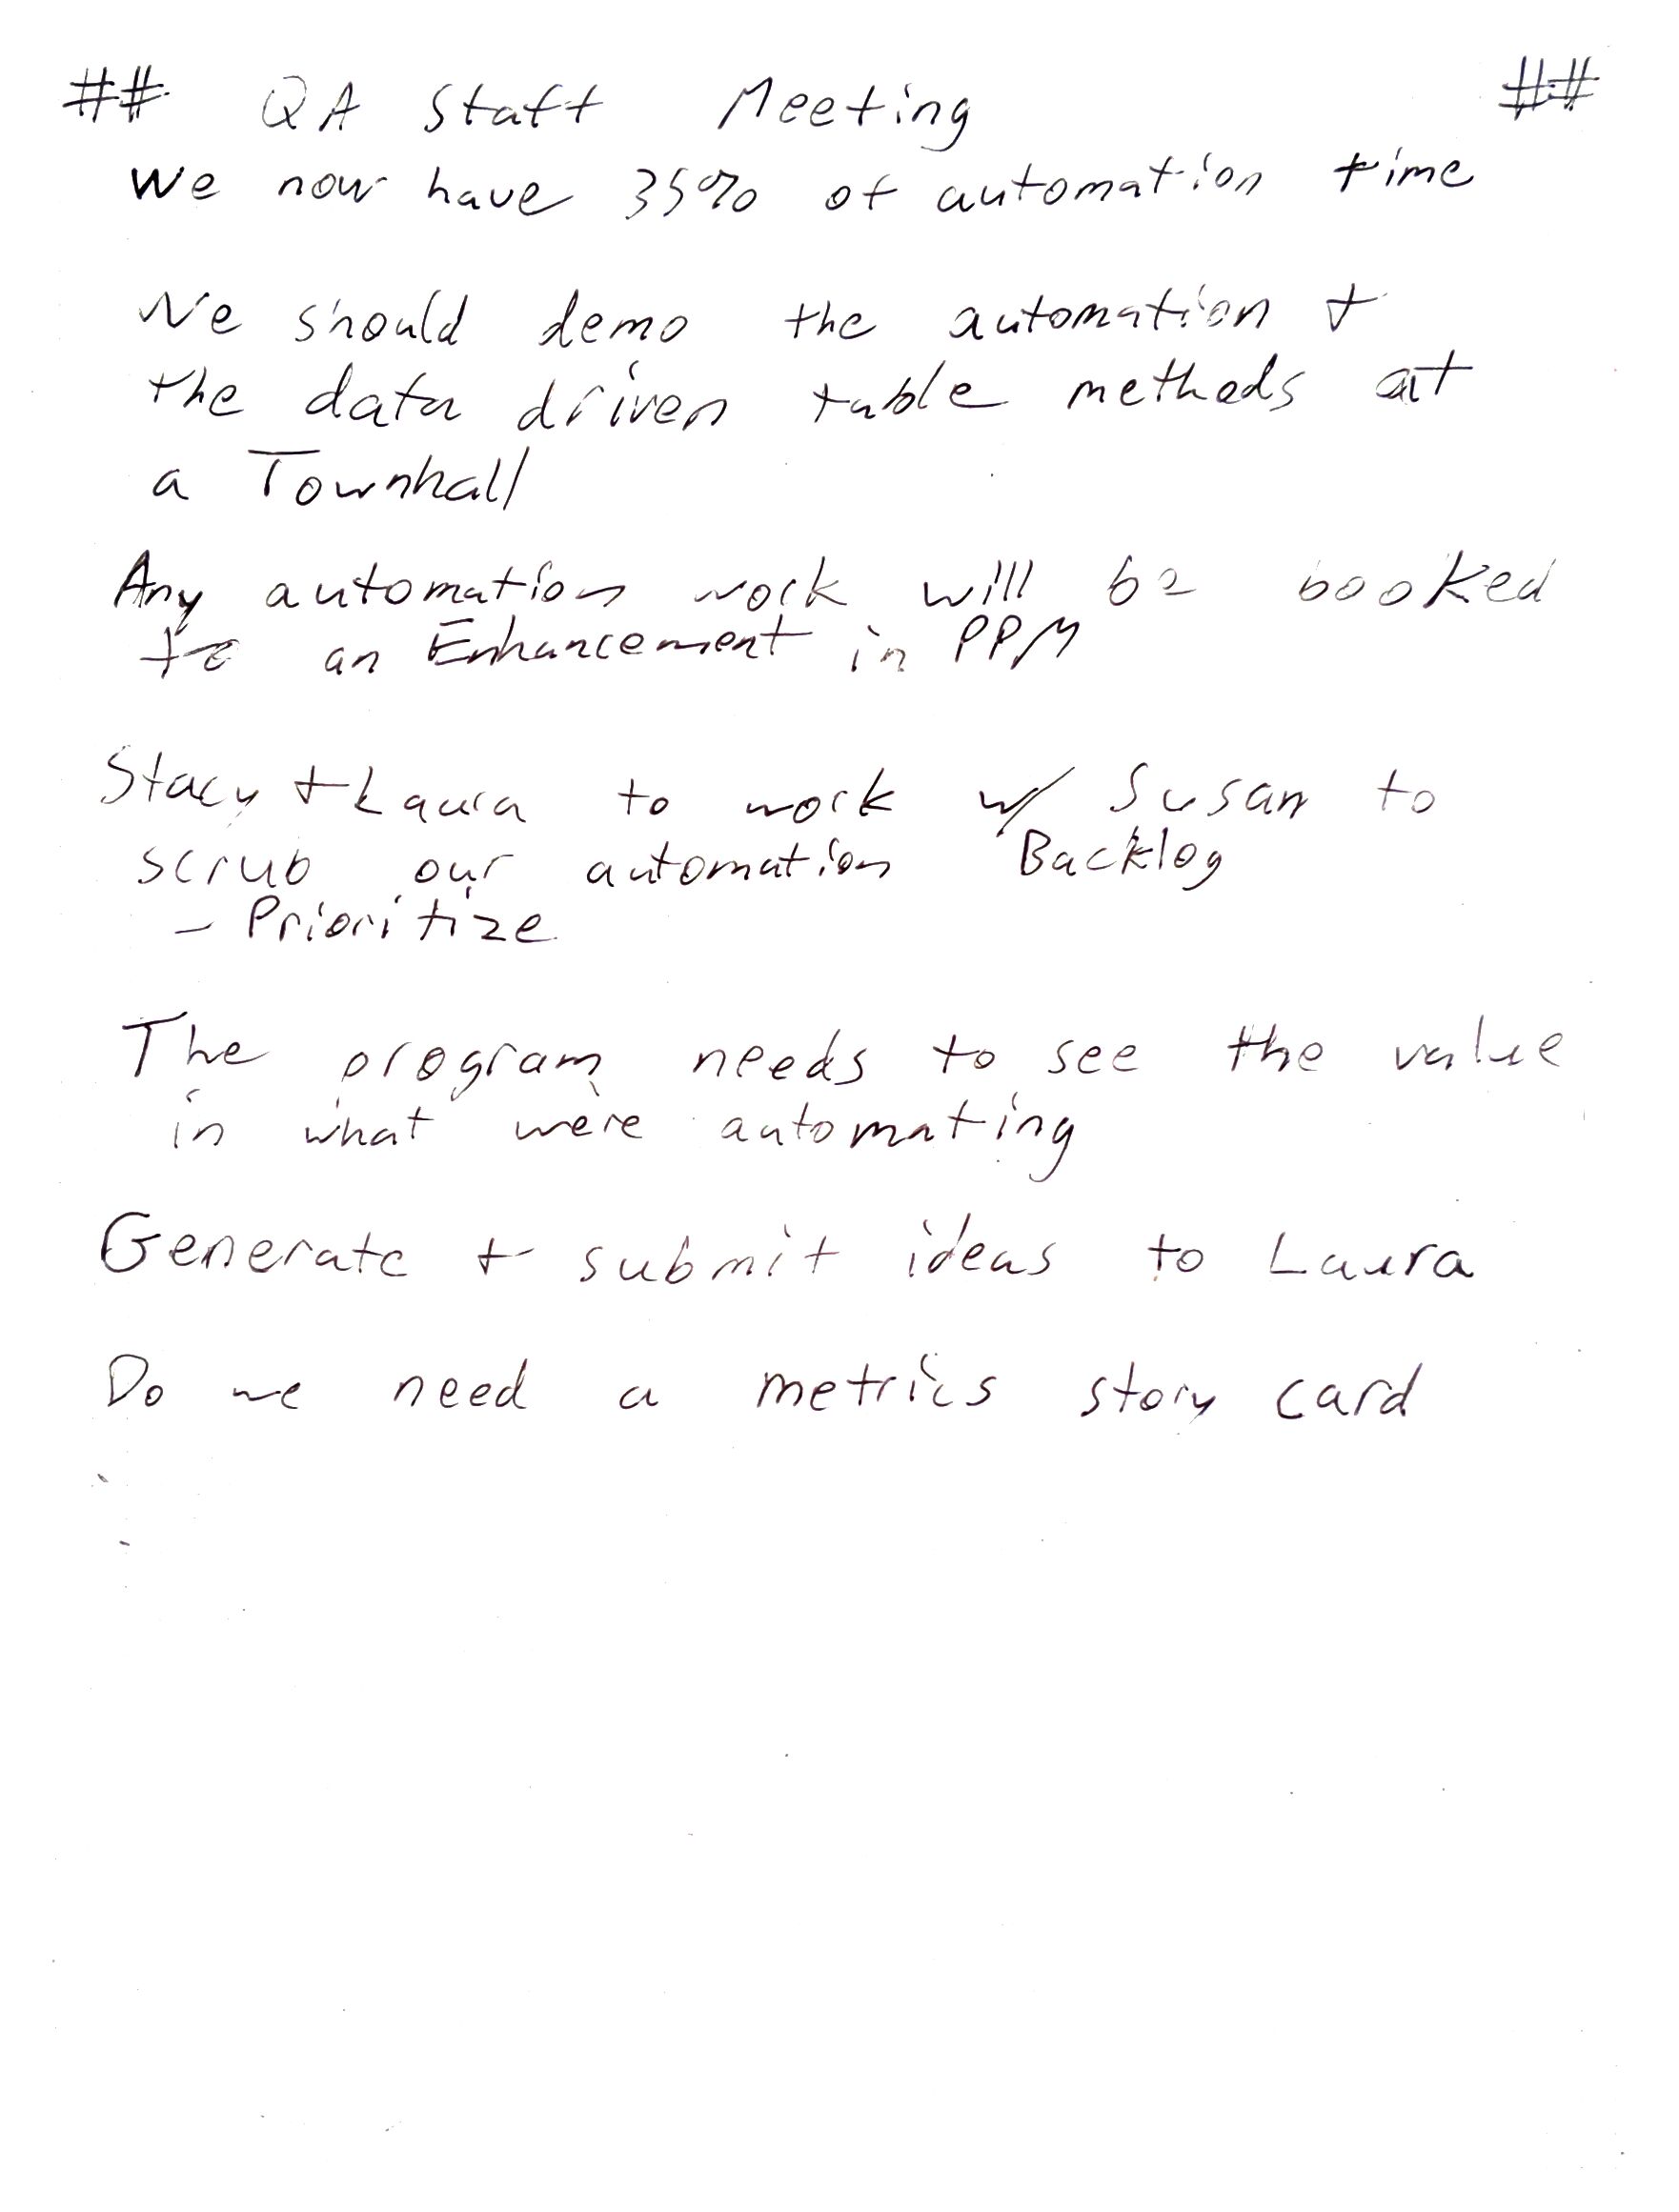 ## QA Staff Meeting ##
We now have 35% of automation time
We should demo the automation +
the data driven table methods at
a Townhall
Any automation work will be booked
to an Enhancement in PPM
Stacy + Laura to work w/ Susan to
scrub our automation Backlog
- Prioritize
The program needs to see the value
in what we're automating
Generate + submit ideas to Laura
Do we need a metrics story card